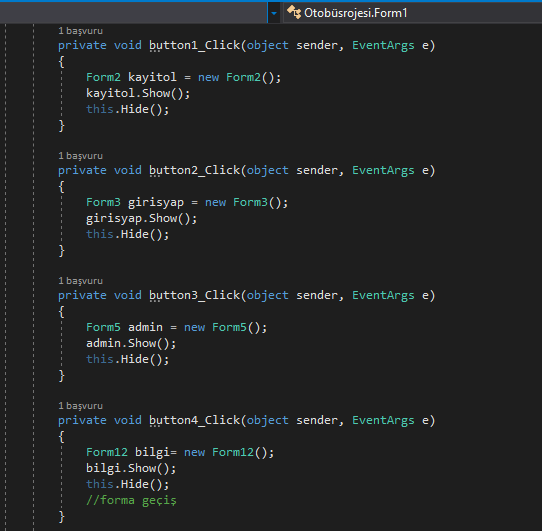 Otobüsrojesi.Form1
1 başvuru
private void button1_Click(object sender, EventArgs e)
{
Form2 kayitol = new Form2();
kayitol.Show();
this.Hide();
}
1 başvuru
private void button2_Click(object sender, EventArgs e)
{
Form3 girisyap = new Form3();
girisyap.Show();
this.Hide();
}
1 başvuru
private void button3_Click(object sender, EventArgs e)
{
Form5 admin = new Form5();
admin.Show();
this.Hide();
}
1 başvuru
private void button4_Click(object sender, EventArgs e)
{
Form12 bilgi= new Form12();
bilgi.Show();
this.Hide();
//forma geçiş
}